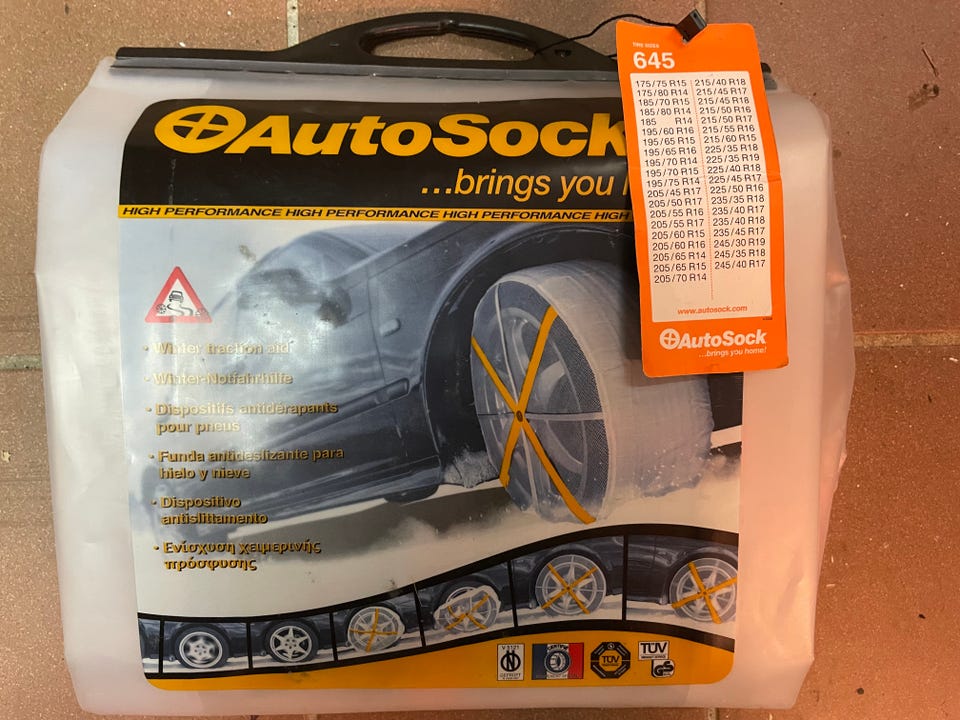 AutoSock
...brings you
HIGH PERFORMANCE HIGH PERFORMANCE HIGH PERFORMANCE HIGH
• Winter traction aid
• Winter-Notfahrhilfe
• Dispositifs antidérapants
pour pneus
• Funda antideslizante para
hielo y nieve
• Dispositivo
antislittamento
• Ενίσχυση χειμερινής
πρόσφυσης
V 5121
N
GEPRÜFT
CERTIFIÉ
TÜV
TÜV
GS
TIRE SIZES
645
175/75 R15
175/80 R14
185/70 R15
185/80 R14
185 R14
195/60 R16
195/65 R15
195/65 R16
195/70 R14
195/70 R15
195/75 R14
205/45 R17
205/50 R17
205/55 R16
205/55 R17
205/60 R15
205/60 R16
205/65 R14
205/65 R15
205/70 R14
215/40 R18
215/45 R17
215/45 R18
215/50 R16
215/50 R17
215/55 R16
215/60 R15
225/35 R18
225/35 R19
225/40 R18
225/45 R17
225/50 R16
235/35 R18
235/40 R17
235/40 R18
235/45 R17
245/30 R19
245/35 R18
245/40 R17
www.autosock.com
AutoSock
...brings you home!